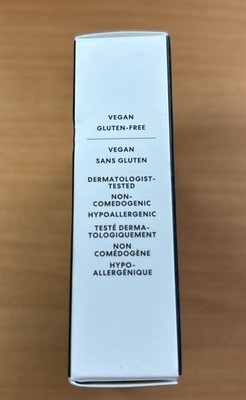 VEGAN
GLUTEN-FREE
VEGAN
SANS GLUTEN
DERMATOLOGIST-
TESTED
NON-
COMEDOGENIC
HYPOALLERGENIC
TESTÉ DERMA-
TOLOGIQUEMENT
NON
COMÉDOGÈNE
HYPO-
ALLERGÉNIQUE